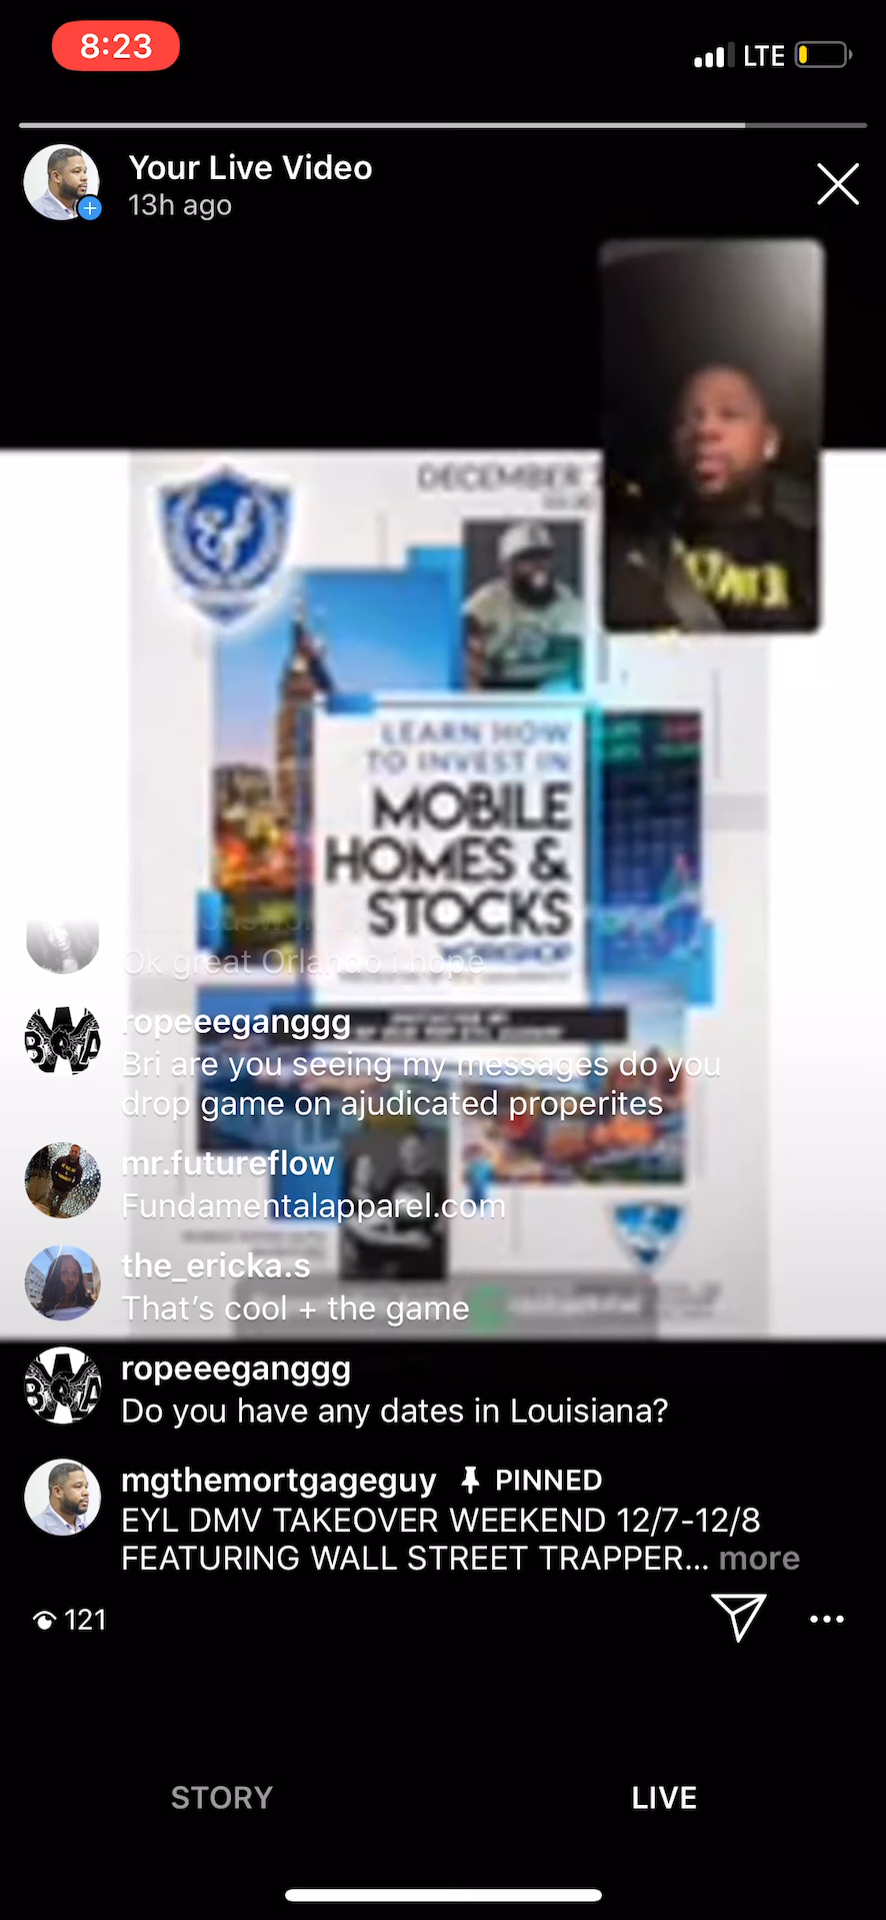 8:23
LTE
Your Live Video
13h ago
DECEMBER
LEARN HOW
TO INVEST IN
MOBILE
HOMES &
STOCKS
WORKSHOP
Ok great Orlando i hope
ropeeeganggg
Bri are you seeing my messages do you
drop game on ajudicated properites
mr.futureflow
Fundamentalapparel.com
the_ericka.s
That's cool + the game
ropeeeganggg
Do you have any dates in Louisiana?
mgthemortgageguy PINNED
EYL DMV TAKEOVER WEEKEND 12/7-12/8
FEATURING WALL STREET TRAPPER... more
121
STORY
LIVE